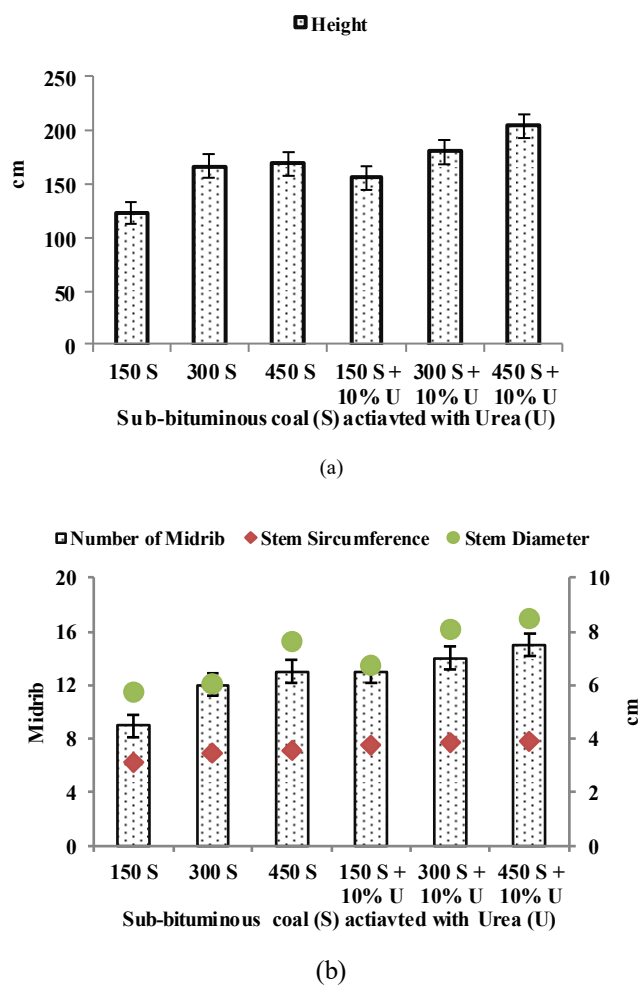 Height
250
200
150
100
50
0
cm
150 S 300 S 450 S 150 S + 10% U 300 S + 10% U 450 S + 10% U
Sub-bituminous coal (S) actiavted with Urea (U)
(a)
Number of Midrib Stem Sircumference Stem Diameter
20
16
12
8
4
0
Midrib
10
8
6
4
2
0
cm
150 S 300 S 450 S 150 S + 10% U 300 S + 10% U 450 S + 10% U
Sub-bituminous coal (S) actiavted with Urea (U)
(b)